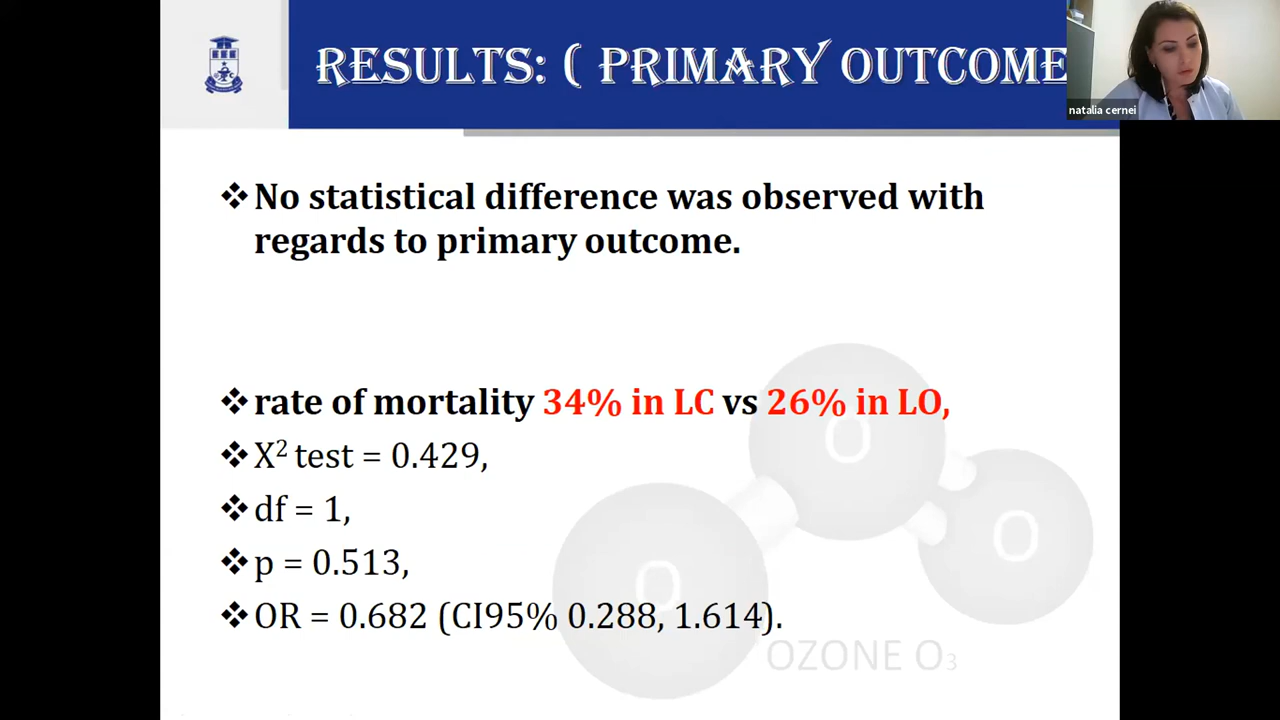 RESULTS: ( PRIMARY OUTCOME
natalia cernei
❖No statistical difference was observed with
regards to primary outcome.
❖rate of mortality 34% in LC vs 26% in LO,
❖X² test = 0.429,
❖df = 1,
❖p = 0.513,
❖OR = 0.682 (CI95% 0.288, 1.614).
O
O
O
OZONE O₃